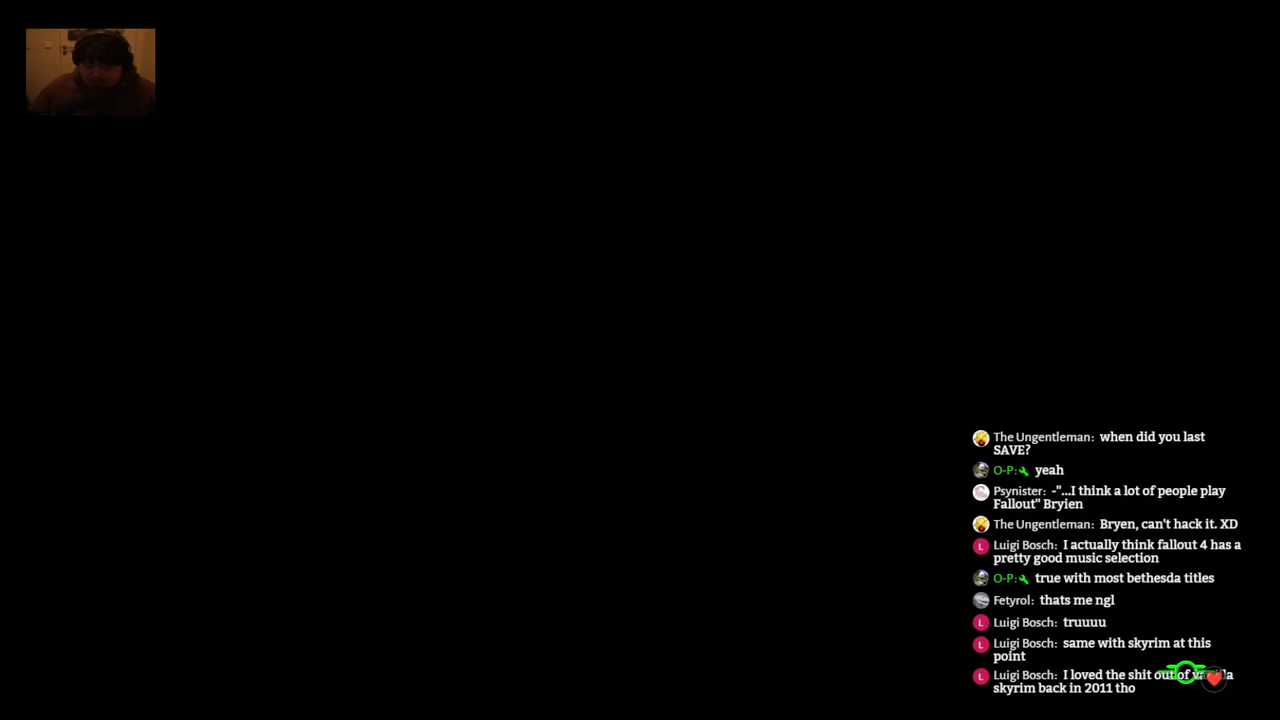 The Ungentleman: when did you last
SAVE?
O-P: yeah
Psynister: -"...I think a lot of people play
Fallout" Bryien
The Ungentleman: Bryen, can't hack it. XD
L Luigi Bosch: I actually think fallout 4 has a
pretty good music selection
O-P: true with most bethesda titles
Fetyrol: thats me ngl
L Luigi Bosch: truuuu
L Luigi Bosch: same with skyrim at this
point
L Luigi Bosch: I loved the shit out of vanilla
skyrim back in 2011 tho